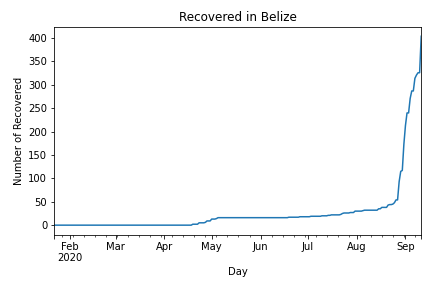 Recovered in Belize
Number of Recovered
400
350
300
250
200
150
100
50
0
Feb Mar Apr May Jun Jul Aug Sep
2020
Day